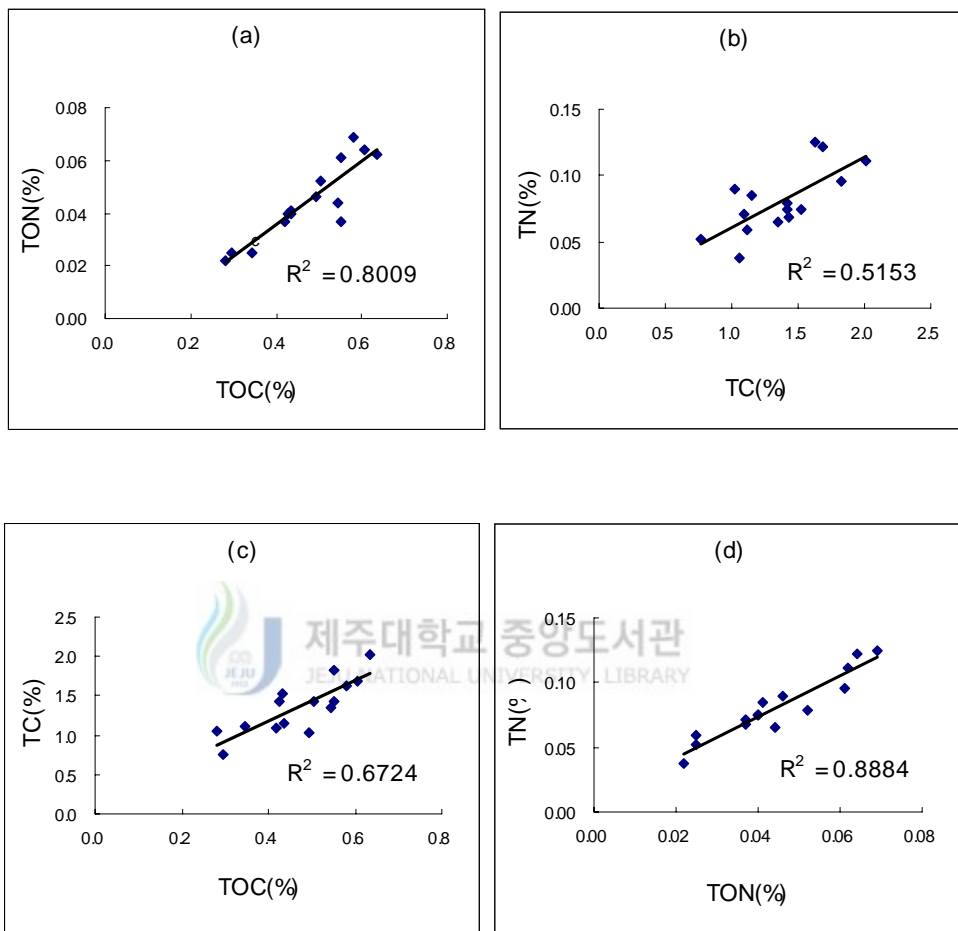 (a)
TON(%)
0.08
0.06
0.04
0.02
0.00
e
R² = 0.8009
0.0 0.2 0.4 0.6 0.8
TOC(%)
(b)
TN(%)
0.15
0.10
0.05
0.00
R² = 0.5153
0.0 0.5 1.0 1.5 2.0 2.5
TC(%)
(c)
TC(%)
2.5
2.0
1.5
1.0
0.5
0.0
R² = 0.6724
0.0 0.2 0.4 0.6 0.8
TOC(%)
(d)
0.15
0.10
0.05
0.00
R² = 0.8884
0.00 0.02 0.04 0.06 0.08
TON(%)
제주대학교 중앙도서관
JEJU NATIONAL UNIVERSITY LIBRARY
JEJU
1952